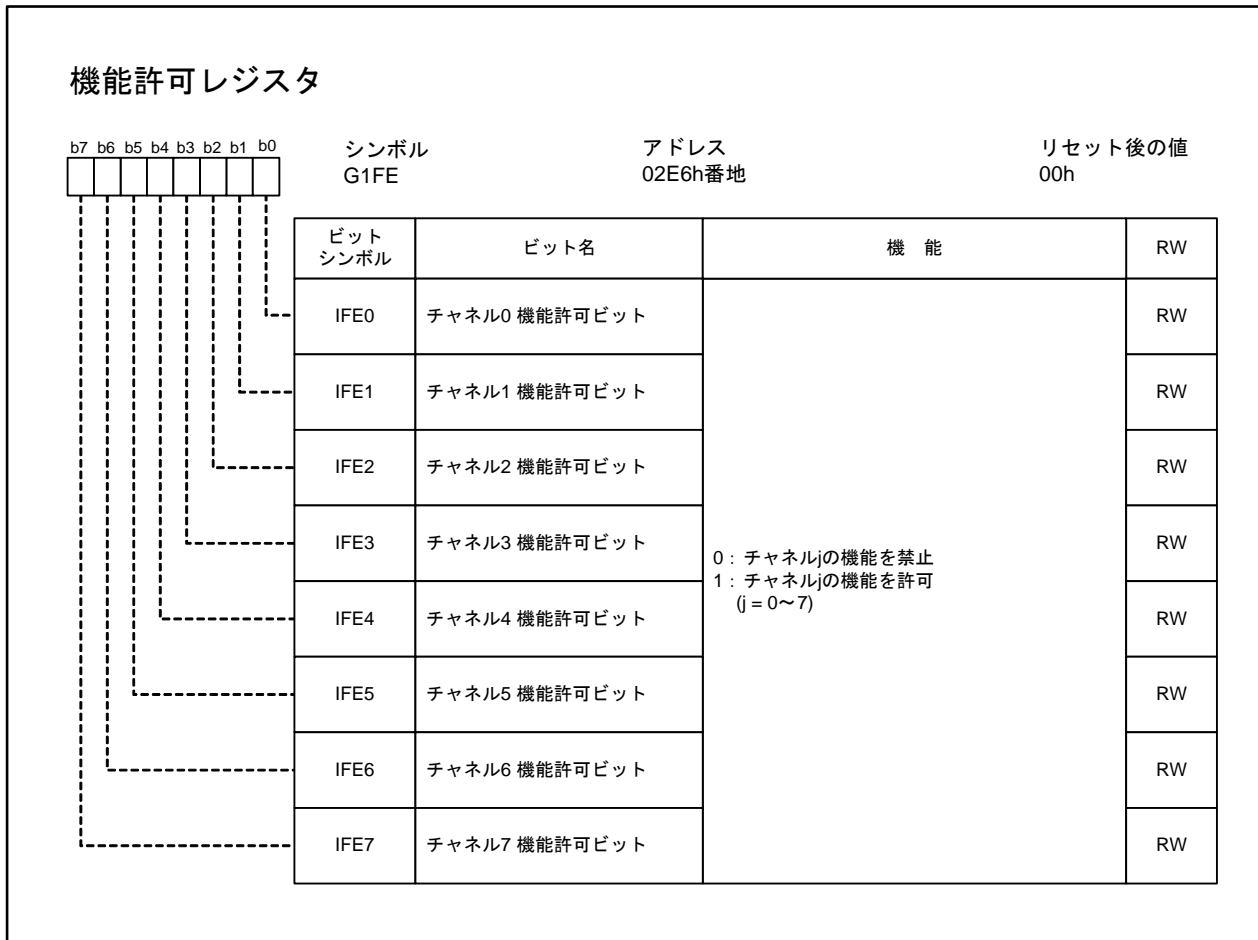 機能許可レジスタ
b7 b6 b5 b4 b3 b2 b1 b0
シンボル アドレス リセット後の値
G1FE 02E6h番地 00h
ビット
シンボル ビット名 機 能 RW
IFE0 チャネル0 機能許可ビット RW
IFE1 チャネル1 機能許可ビット RW
IFE2 チャネル2 機能許可ビット RW
IFE3 チャネル3 機能許可ビット RW
0 : チャネルjの機能を禁止
1 : チャネルjの機能を許可
(j = 0〜7)
IFE4 チャネル4 機能許可ビット RW
IFE5 チャネル5 機能許可ビット RW
IFE6 チャネル6 機能許可ビット RW
IFE7 チャネル7 機能許可ビット RW